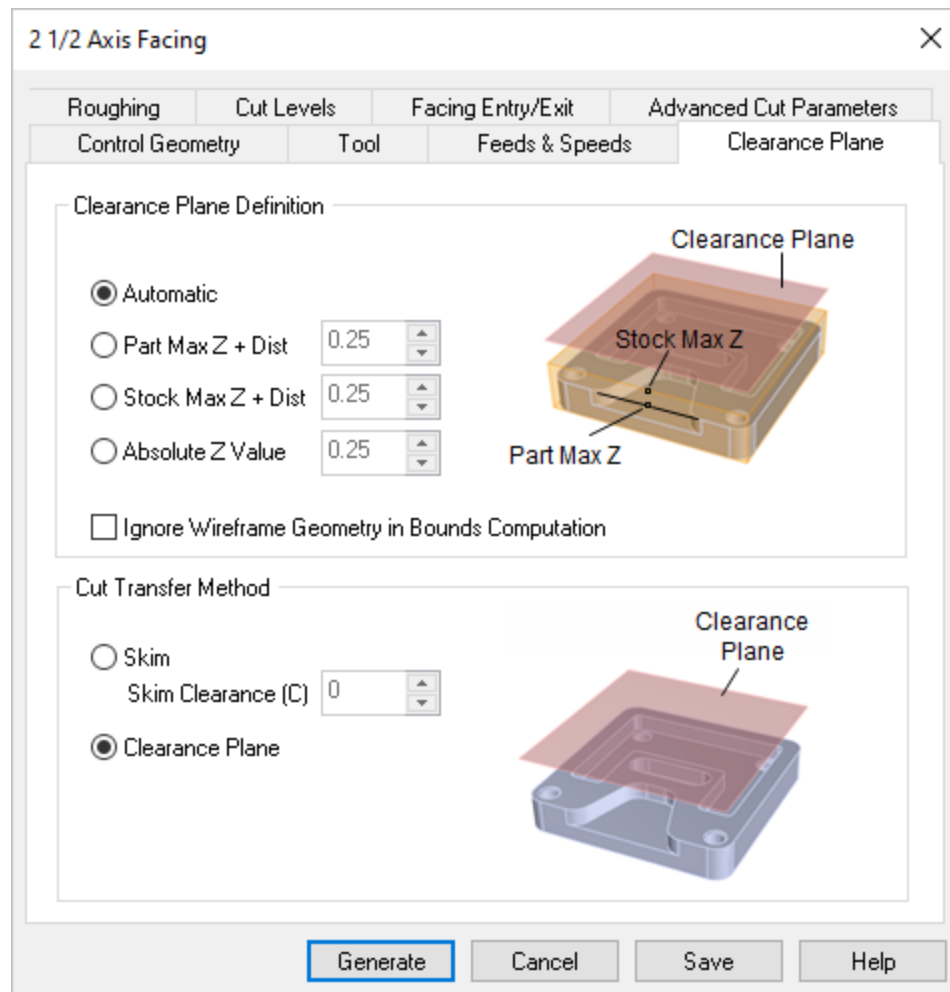 2 1/2 Axis Facing
Roughing Cut Levels Facing Entry/Exit Advanced Cut Parameters
Control Geometry Tool Feeds & Speeds Clearance Plane
Clearance Plane Definition
Clearance Plane
Automatic
Part Max Z + Dist 0.25
Stock Max Z
Stock Max Z + Dist 0.25
Absolute Z Value 0.25
Part Max Z
Ignore Wireframe Geometry in Bounds Computation
Cut Transfer Method
Clearance
Plane
Skim
Skim Clearance (C) 0
Clearance Plane
Generate Cancel Save Help